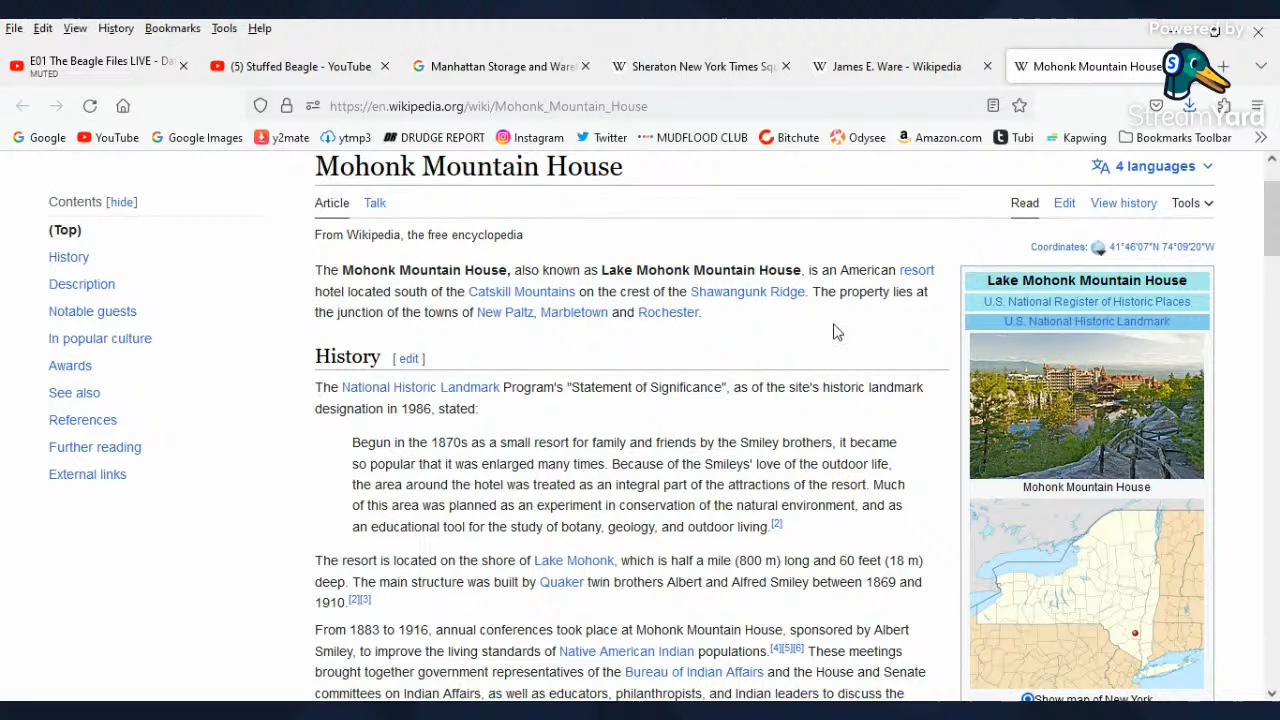 File Edit View History Bookmarks Tools Help
Powered by
E01 The Beagle Files LIVE - Da
MUTED
(5) Stuffed Beagle - YouTube
Manhattan Storage and Ware
Sheraton New York Times Squ
James E. Ware - Wikipedia
Mohonk Mountain House
StreamYard
https://en.wikipedia.org/wiki/Mohonk_Mountain_House
Google YouTube Google Images y2mate ytmp3 DRUDGE REPORT Instagram Twitter MUDFLOOD CLUB Bitchute Odysee Amazon.com Tubi Kapwing Bookmarks Toolbar
Mohonk Mountain House
4 languages
Article Talk
Read Edit View history Tools
From Wikipedia, the free encyclopedia
Coordinates: 41°46′07″N 74°09′20″W
Contents [hide]
(Top)
History
Description
Notable guests
In popular culture
Awards
See also
References
Further reading
External links
The Mohonk Mountain House, also known as Lake Mohonk Mountain House, is an American resort
hotel located south of the Catskill Mountains on the crest of the Shawangunk Ridge. The property lies at
the junction of the towns of New Paltz, Marbletown and Rochester.
History [ edit ]
The National Historic Landmark Program's "Statement of Significance", as of the site's historic landmark
designation in 1986, stated:
Begun in the 1870s as a small resort for family and friends by the Smiley brothers, it became
so popular that it was enlarged many times. Because of the Smileys' love of the outdoor life,
the area around the hotel was treated as an integral part of the attractions of the resort. Much
of this area was planned as an experiment in conservation of the natural environment, and as
an educational tool for the study of botany, geology, and outdoor living.[2]
The resort is located on the shore of Lake Mohonk, which is half a mile (800 m) long and 60 feet (18 m)
deep. The main structure was built by Quaker twin brothers Albert and Alfred Smiley between 1869 and
1910.[2][3]
From 1883 to 1916, annual conferences took place at Mohonk Mountain House, sponsored by Albert
Smiley, to improve the living standards of Native American Indian populations.[4][5][6] These meetings
brought together government representatives of the Bureau of Indian Affairs and the House and Senate
committees on Indian Affairs, as well as educators, philanthropists, and Indian leaders to discuss the
Lake Mohonk Mountain House
U.S. National Register of Historic Places
U.S. National Historic Landmark
Mohonk Mountain House
Show map of New York